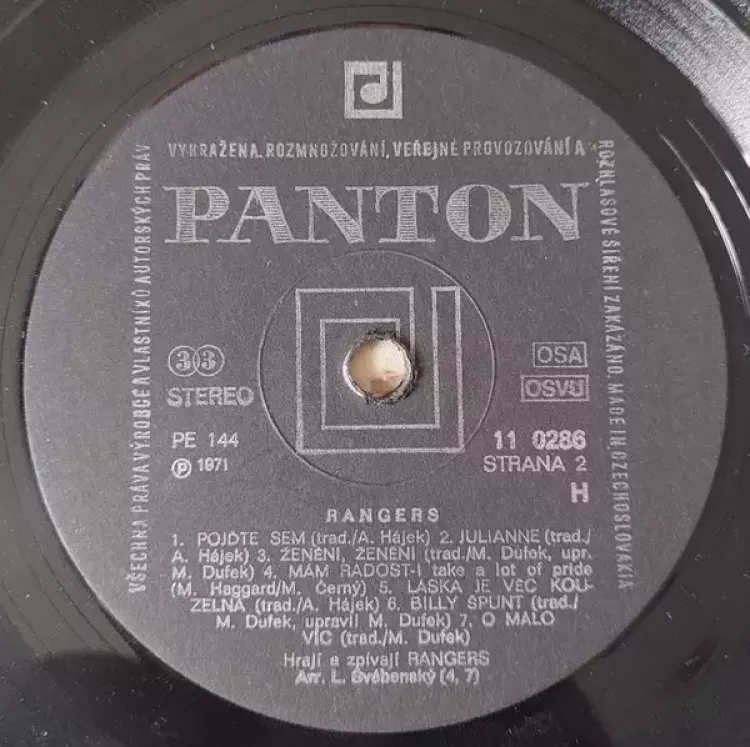 VYHRAŽENA. ROZMNOŽOVÁNÍ, VEŘEJNÉ PROVOZOVÁNÍ A
ROZHLASOVÉ ŠÍŘENÍ ZAKÁZÁNO. MADE IN CZECHOSLOVAKIA
VŠECHNA PRÁVA VÝROBCE A VLASTNÍKŮ AUTORSKÝCH PRÁV
PANTON
33
STEREO
OSA
OSVU
PE 144
Ⓟ 1971
11 0286
STRANA 2
H
RANGERS
1. POJĎTE SEM (trad./A. Hájek) 2. JULIANNE (trad./
A. Hájek) 3. ŽENĚNÍ, ŽENĚNÍ (trad./M. Dufek, upr.
M. Dufek) 4. MÁM RADOST-I take a lot of pride
(M. Haggard/M. Černý) 5. LÁSKA JE VĚC KOU-
ZELNÁ (trad./A. Hájek) 6. BILLY SPUNT (trad./
M. Dufek, upravil M. Dufek) 7. O MÁLO
VÍC (trad./M. Dufek)
Hrají a zpívají RANGERS
Arr. L. Švábenský (4, 7)